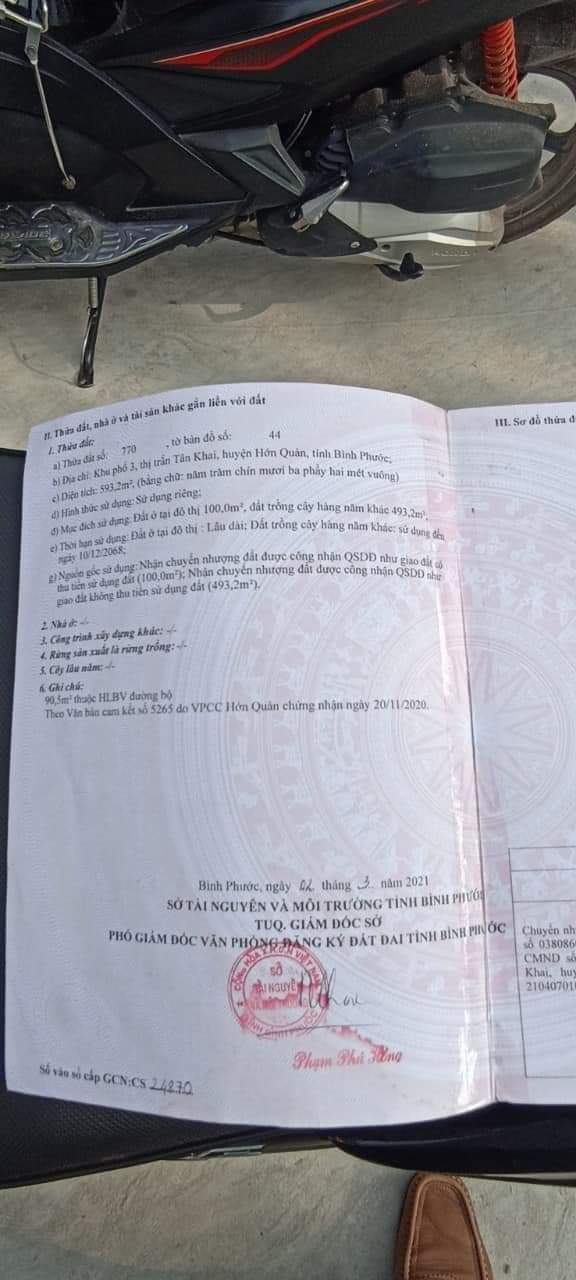 II. Thửa đất, nhà ở và tài sản khác gắn liền với đất
1. Thửa đất:
a) Thửa đất số: 770 , tờ bản đồ số: 44
b) Địa chỉ: Khu phố 3, thị trấn Tân Khai, huyện Hớn Quản, tỉnh Bình Phước;
c) Diện tích: 593,2m², (bằng chữ: năm trăm chín mươi ba phẩy hai mét vuông)
d) Hình thức sử dụng: Sử dụng riêng;
đ) Mục đích sử dụng: Đất ở tại đô thị 100,0m², đất trồng cây hàng năm khác 493,2m².
e) Thời hạn sử dụng: Đất ở tại đô thị : Lâu dài; Đất trồng cây hàng năm khác: sử dụng đến
ngày 10/12/2068;
g) Nguồn gốc sử dụng: Nhận chuyển nhượng đất được công nhận QSDĐ như giao đất có
thu tiền sử dụng đất (100,0m²); Nhận chuyển nhượng đất được công nhận QSDĐ như
giao đất không thu tiền sử dụng đất (493,2m²).
2. Nhà ở: -/-
3. Công trình xây dựng khác: -/-
4. Rừng sản xuất là rừng trồng: -/-
5. Cây lâu năm: -/-
6. Ghi chú:
90,5m² thuộc HLBV đường bộ
Theo Văn bản cam kết số 5265 do VPCC Hớn Quản chứng nhận ngày 20/11/2020.
Bình Phước, ngày 02 tháng 3 năm 2021
SỞ TÀI NGUYÊN VÀ MÔI TRƯỜNG TỈNH BÌNH PHƯỚC
TUQ. GIÁM ĐỐC SỞ
PHÓ GIÁM ĐỐC VĂN PHÒNG ĐĂNG KÝ ĐẤT ĐAI TỈNH BÌNH PHƯỚC
SỞ
TÀI NGUYÊN
Phạm Phú Hồng
Số vào sổ cấp GCN:CS 24870
III. Sơ đồ thửa đ
Chuyển nh
số 038086
CMND số
Khai, huy
21040701